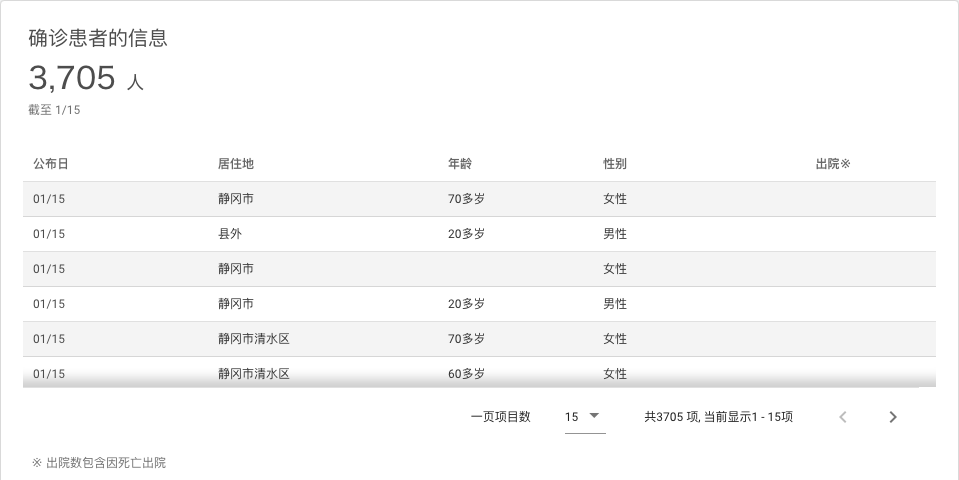 确诊患者的信息
3,705 人
截至 1/15
公布日 居住地 年龄 性别 出院※
01/15 静冈市 70多岁 女性
01/15 县外 20多岁 男性
01/15 静冈市 女性
01/15 静冈市 20多岁 男性
01/15 静冈市清水区 70多岁 女性
01/15 静冈市清水区 60多岁 女性
一页项目数 15 共3705 项, 当前显示1 - 15项
※ 出院数包含因死亡出院